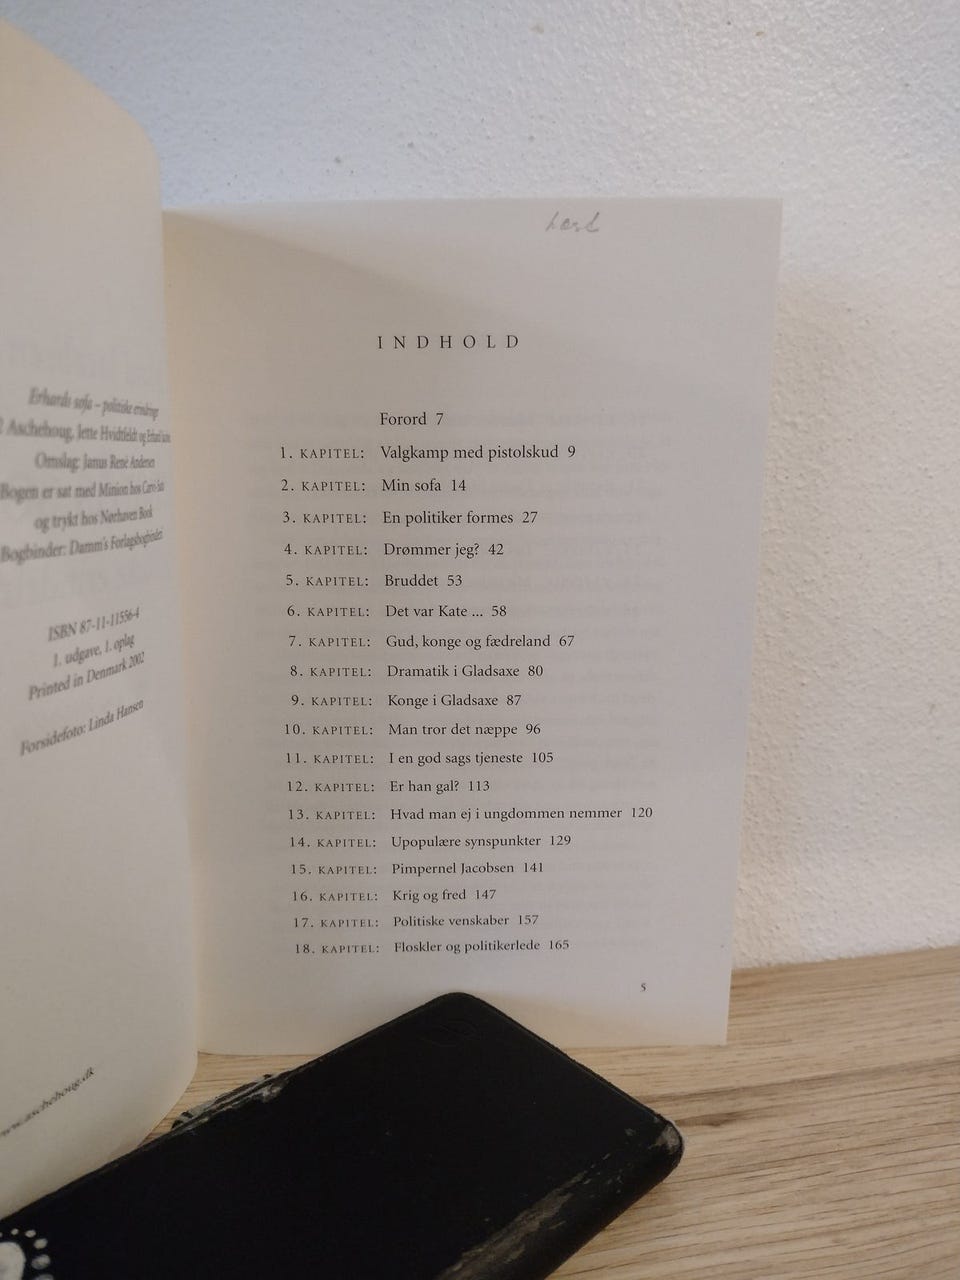 Erhards sofa – politiske erindringer
Aschehoug, Jette Hvidtfeldt og Erhard
Omslag: Janus René Andersen
Bogen er sat med Minion hos
og trykt hos Nørhaven Book
Bogbinder: Damm's Forlagsbogbinderi
ISBN 87-11-11556-4
1. udgave, 1. oplag
Printed in Denmark 2002
Forsidefoto: Linda Hansen
www.aschehoug.dk
INDHOLD
Forord 7
1. KAPITEL: Valgkamp med pistolskud 9
2. KAPITEL: Min sofa 14
3. KAPITEL: En politiker formes 27
4. KAPITEL: Drømmer jeg? 42
5. KAPITEL: Bruddet 53
6. KAPITEL: Det var Kate ... 58
7. KAPITEL: Gud, konge og fædreland 67
8. KAPITEL: Dramatik i Gladsaxe 80
9. KAPITEL: Konge i Gladsaxe 87
10. KAPITEL: Man tror det næppe 96
11. KAPITEL: I en god sags tjeneste 105
12. KAPITEL: Er han gal? 113
13. KAPITEL: Hvad man ej i ungdommen nemmer 120
14. KAPITEL: Upopulære synspunkter 129
15. KAPITEL: Pimpernel Jacobsen 141
16. KAPITEL: Krig og fred 147
17. KAPITEL: Politiske venskaber 157
18. KAPITEL: Floskler og politikerlede 165
5